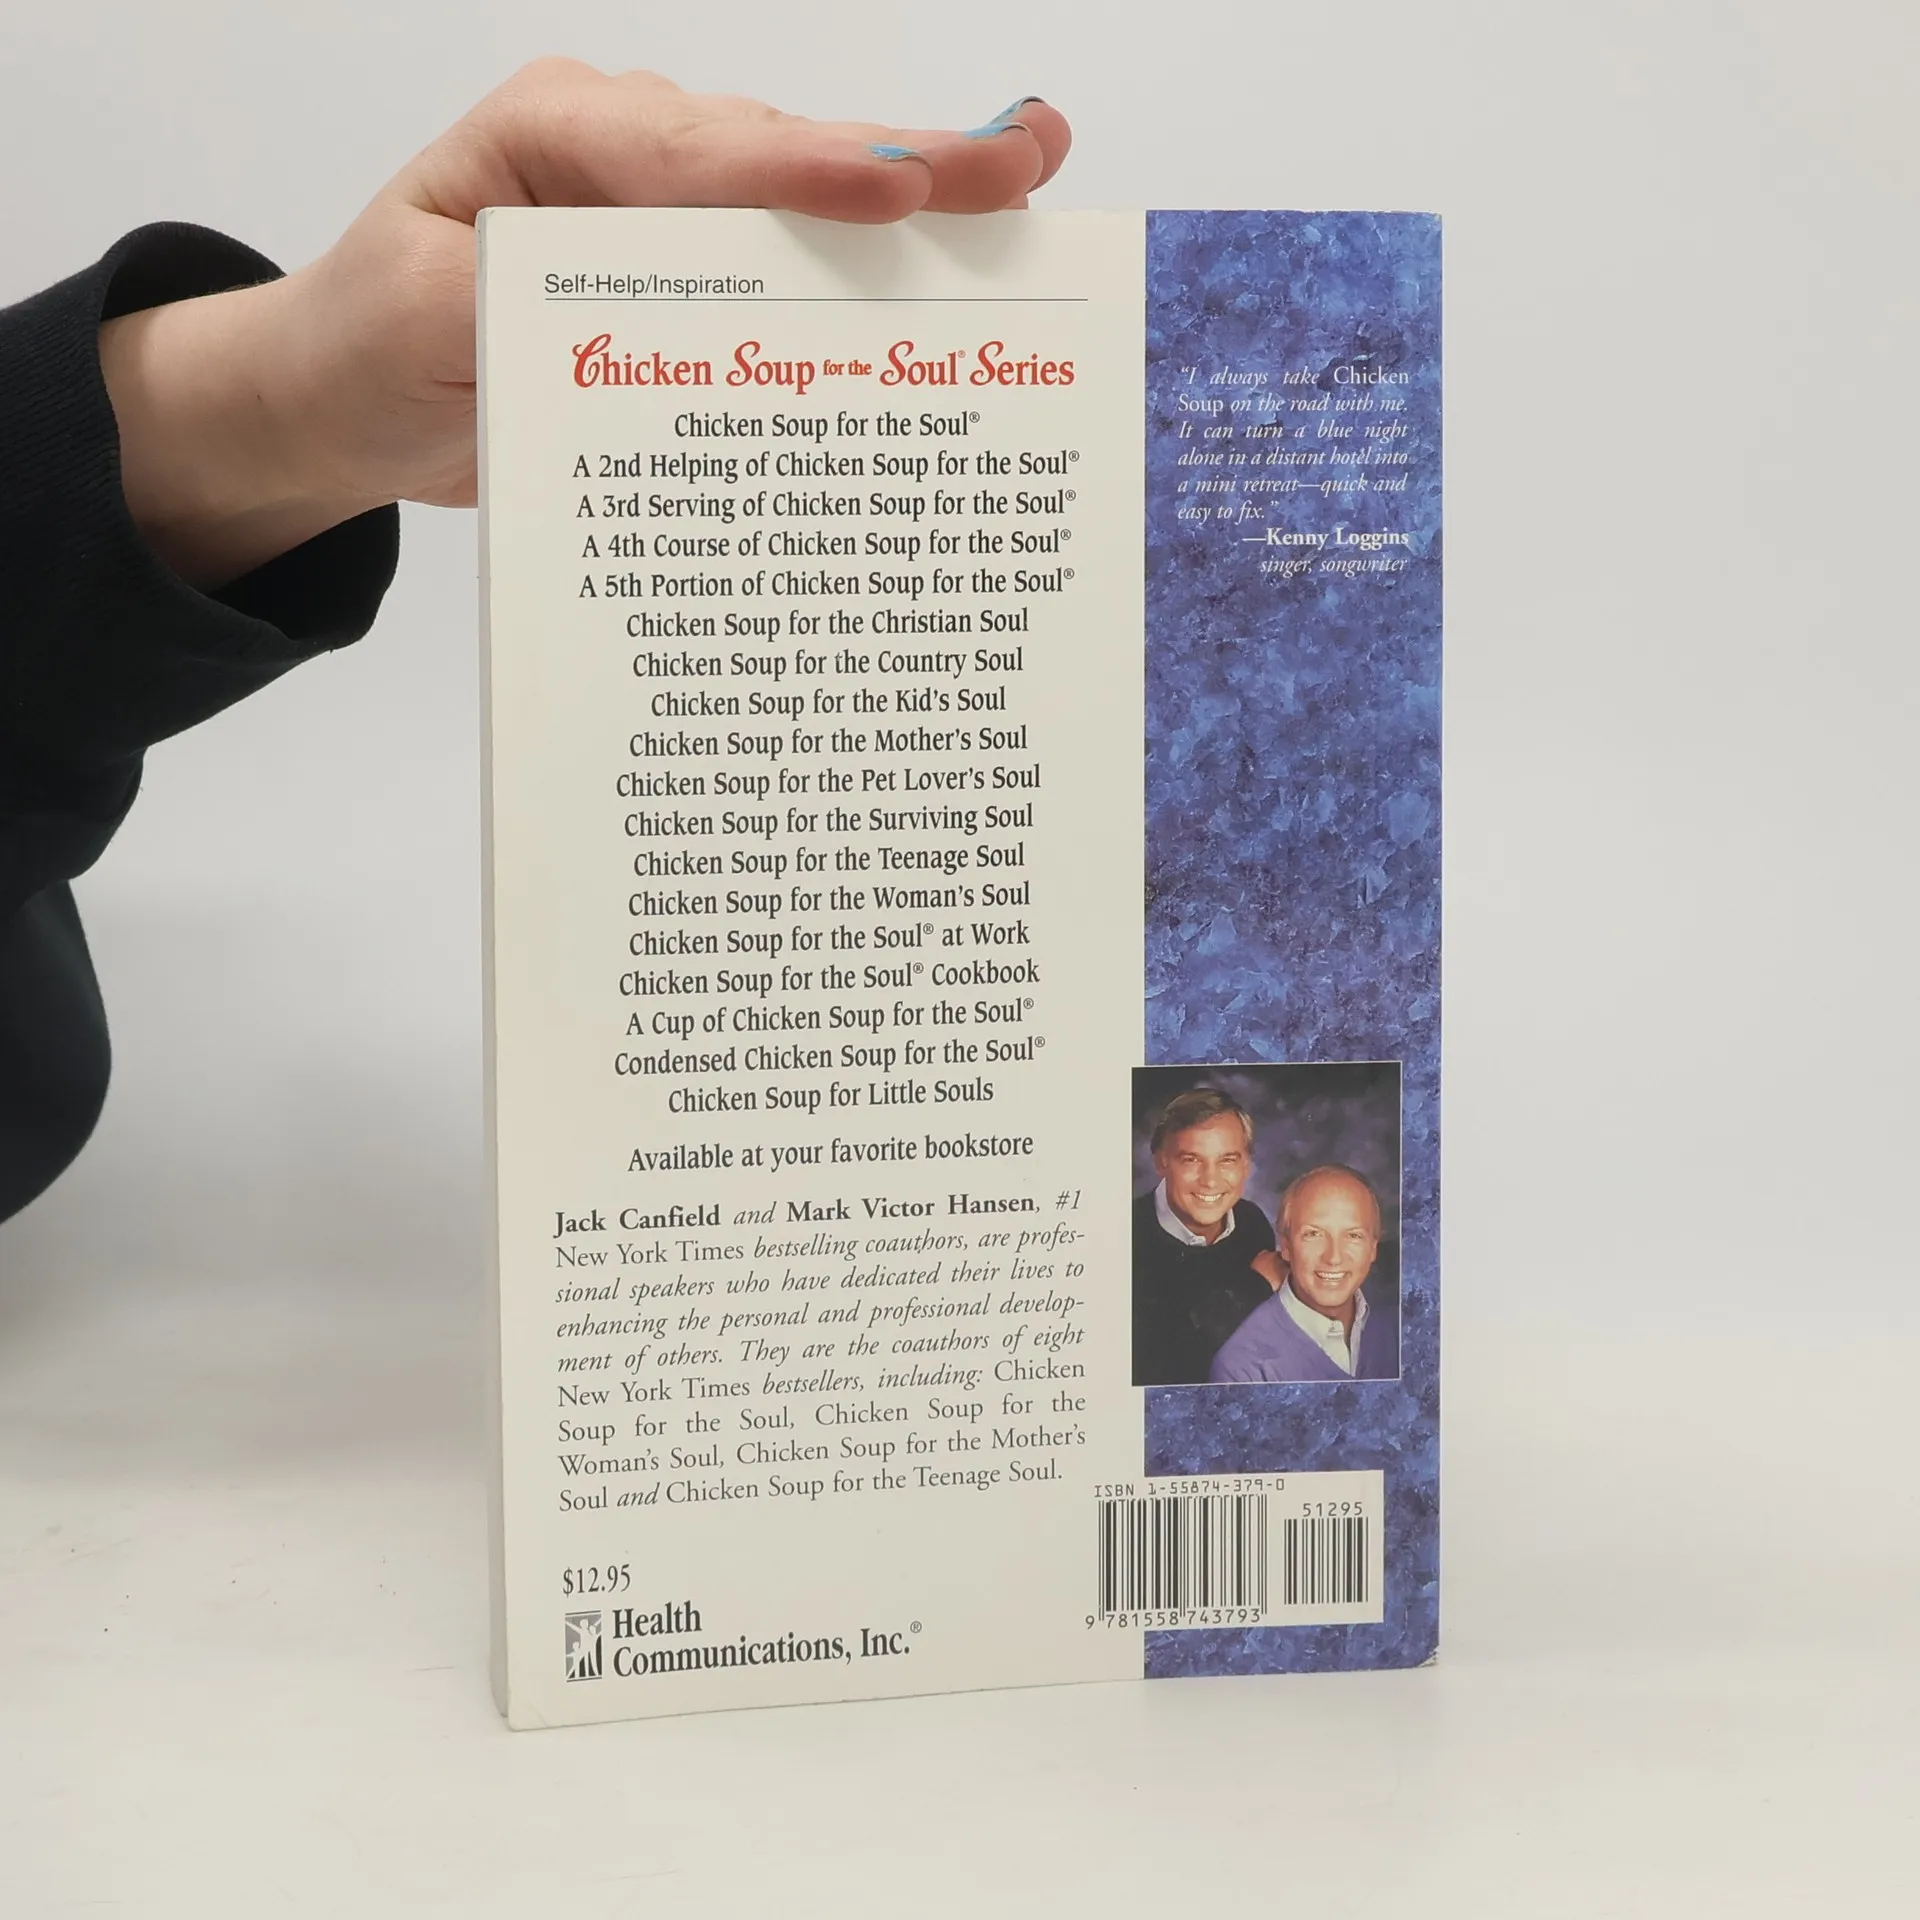 Self-Help/Inspiration
Chicken Soup for the Soul® Series
Chicken Soup for the Soul®
A 2nd Helping of Chicken Soup for the Soul®
A 3rd Serving of Chicken Soup for the Soul®
A 4th Course of Chicken Soup for the Soul®
A 5th Portion of Chicken Soup for the Soul®
Chicken Soup for the Christian Soul
Chicken Soup for the Country Soul
Chicken Soup for the Kid's Soul
Chicken Soup for the Mother's Soul
Chicken Soup for the Pet Lover's Soul
Chicken Soup for the Surviving Soul
Chicken Soup for the Teenage Soul
Chicken Soup for the Woman's Soul
Chicken Soup for the Soul® at Work
Chicken Soup for the Soul® Cookbook
A Cup of Chicken Soup for the Soul®
Condensed Chicken Soup for the Soul®
Chicken Soup for Little Souls
Available at your favorite bookstore
Jack Canfield and Mark Victor Hansen, #1
New York Times bestselling coauthors, are profes-
sional speakers who have dedicated their lives to
enhancing the personal and professional develop-
ment of others. They are the coauthors of eight
New York Times bestsellers, including: Chicken
Soup for the Soul, Chicken Soup for the
Woman's Soul, Chicken Soup for the Mother's
Soul and Chicken Soup for the Teenage Soul.
$12.95
Health
Communications, Inc.®
"I always take Chicken
Soup on the road with me.
It can turn a blue night
alone in a distant hotel into
a mini retreat—quick and
easy to fix."
—Kenny Loggins
singer, songwriter
ISBN 1-55874-379-0
51295
9 781558 743793